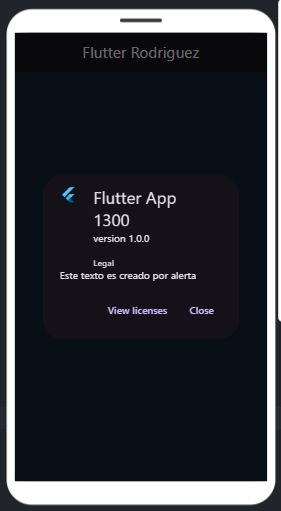 Flutter Rodriguez
Flutter App
1300
version 1.0.0
Legal
Este texto es creado por alerta
View licenses Close